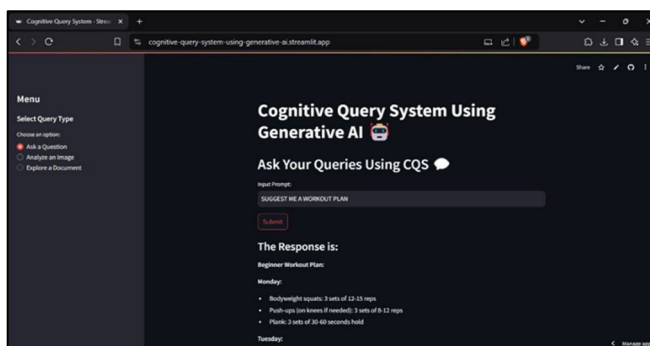 Cognitive Query System - Stream
cognitive-query-system-using-generative-ai.streamlit.app
Share
Menu
Select Query Type
Choose an option:
Ask a Question
Analyze an Image
Explore a Document
Cognitive Query System Using
Generative AI
Ask Your Queries Using CQS
Input Prompt:
SUGGEST ME A WORKOUT PLAN
Submit
The Response is:
Beginner Workout Plan:
Monday:
Bodyweight squats: 3 sets of 12-15 reps
Push-ups (on knees if needed): 3 sets of 8-12 reps
Plank: 3 sets of 30-60 seconds hold
Tuesday:
Manage app